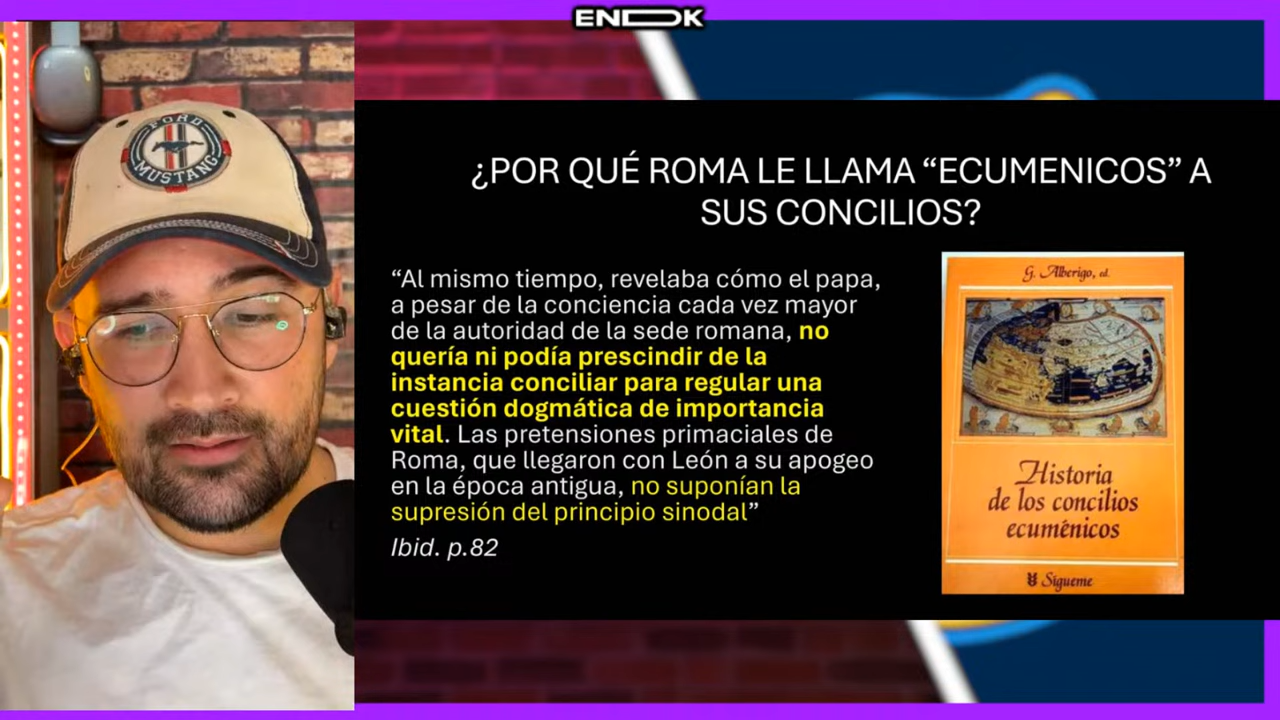 ENDK
FORD
MUSTANG
¿POR QUÉ ROMA LE LLAMA “ECUMENICOS” A
SUS CONCILIOS?
“Al mismo tiempo, revelaba cómo el papa,
a pesar de la conciencia cada vez mayor
de la autoridad de la sede romana, no
quería ni podía prescindir de la
instancia conciliar para regular una
cuestión dogmática de importancia
vital. Las pretensiones primaciales de
Roma, que llegaron con León a su apogeo
en la época antigua, no suponían la
supresión del principio sinodal”
Ibid. p.82
G. Alberigo, ed.
Historia
de los concilios
ecuménicos
Sígueme